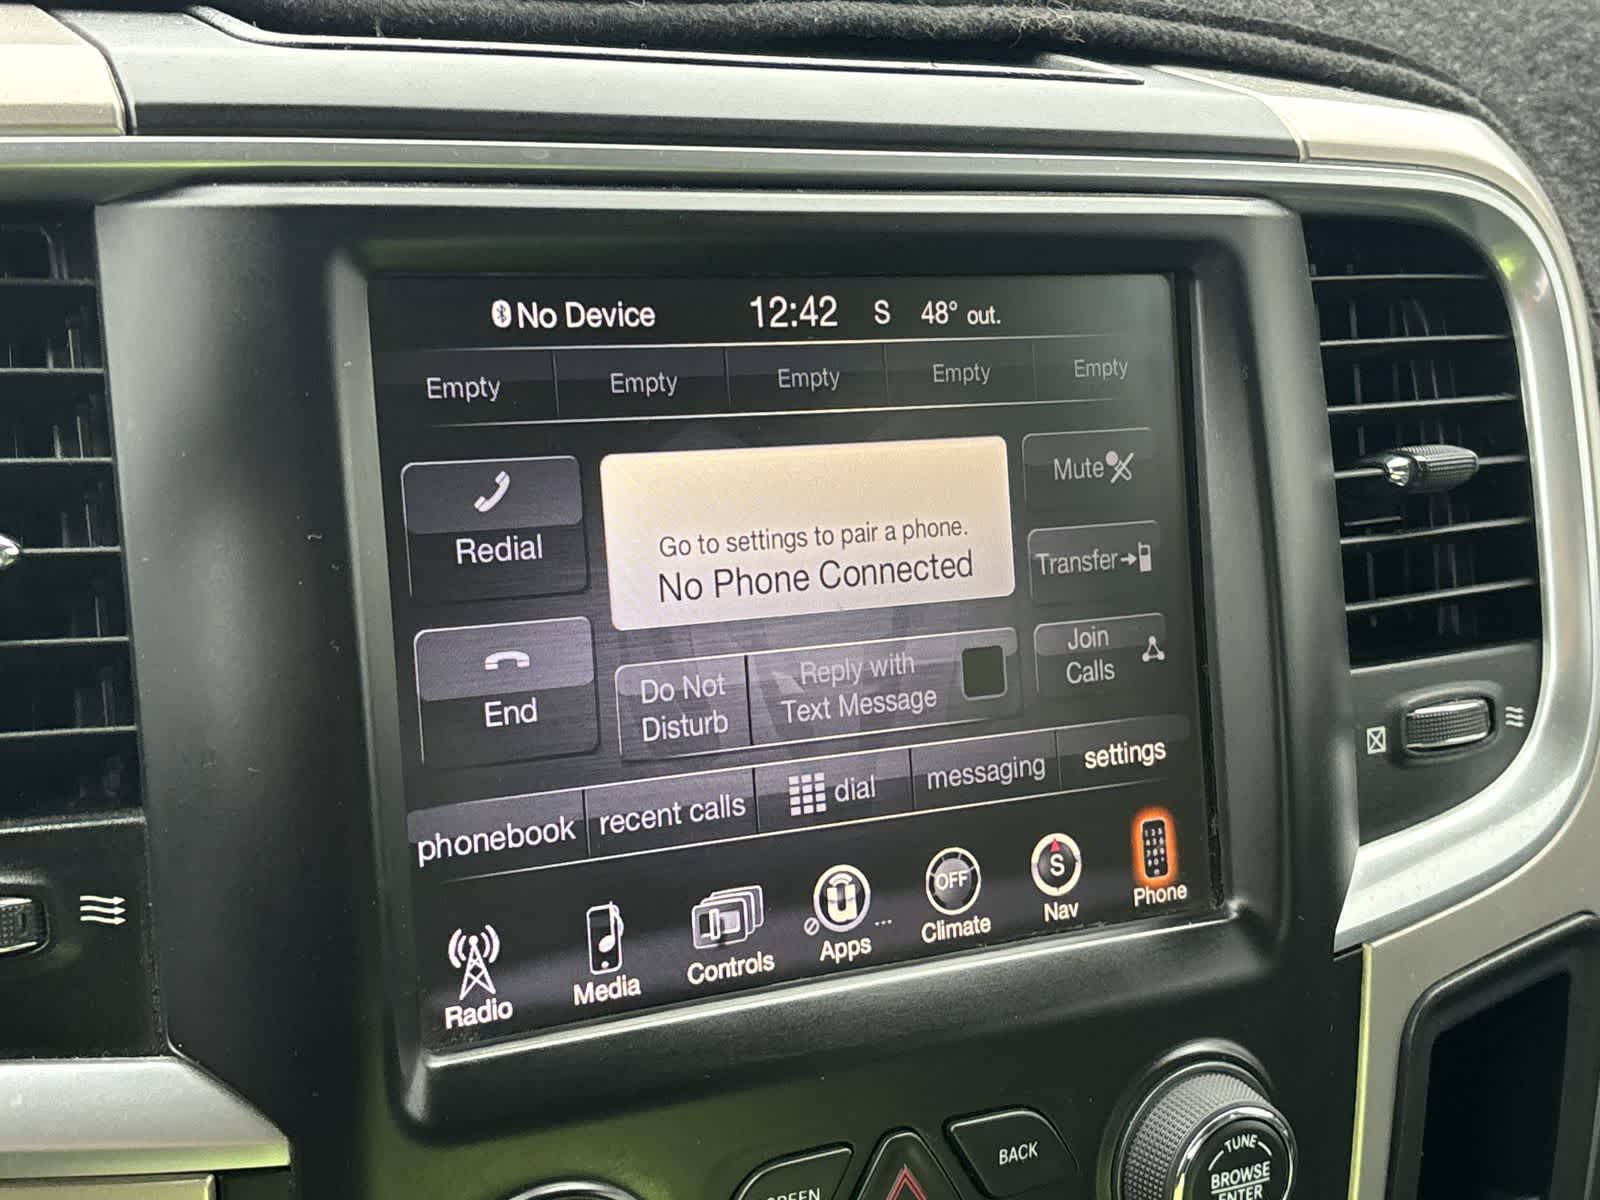 No Device 12:42 S 48° out.
Empty Empty Empty Empty Empty
Redial
Go to settings to pair a phone.
No Phone Connected
Mute
Transfer
Join
Calls
End
Do Not
Disturb
Reply with
Text Message
phonebook recent calls dial messaging settings
OFF
S
Radio Media Controls Apps Climate Nav Phone
BACK
TUNE
BROWSE
ENTER